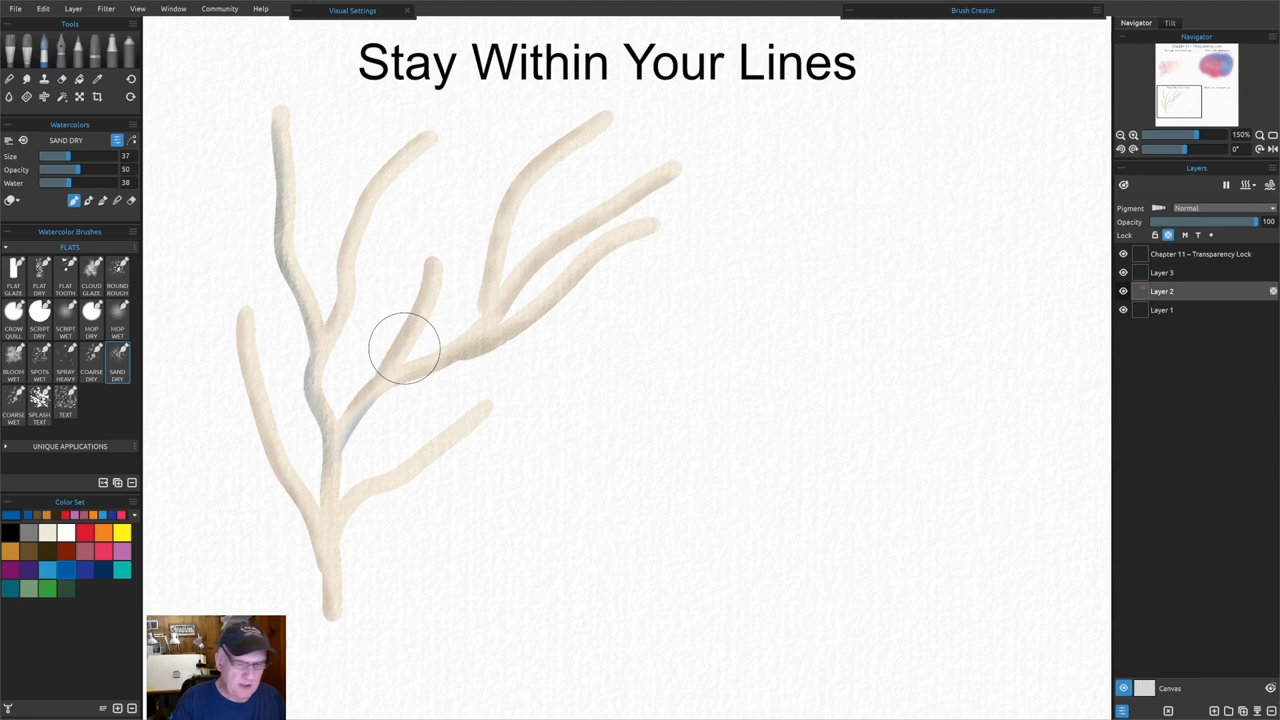 File Edit Layer Filter View Window Community Help
Visual Settings
Brush Creator
Tools
Stay Within Your Lines
Navigator Tilt
Navigator
150%
0°
Watercolors
SAND DRY
Size 37
Opacity 50
Water 38
Watercolor Brushes
FLATS
FLAT GLAZE
FLAT DRY
FLAT TOOTH
CLOUD GLAZE
ROUND ROUGH
CROW QUILL
SCRIPT DRY
SCRIPT WET
MOP DRY
MOP WET
BLOOM WET
SPOTS WET
SPRAY HEAVY
COARSE DRY
SAND DRY
COARSE WET
SPLASH TEXT
TEXT
UNIQUE APPLICATIONS
Color Set
Layers
Pigment Normal
Opacity 100
Lock M T
Chapter 11 – Transparency Lock
Layer 3
Layer 2
Layer 1
Canvas